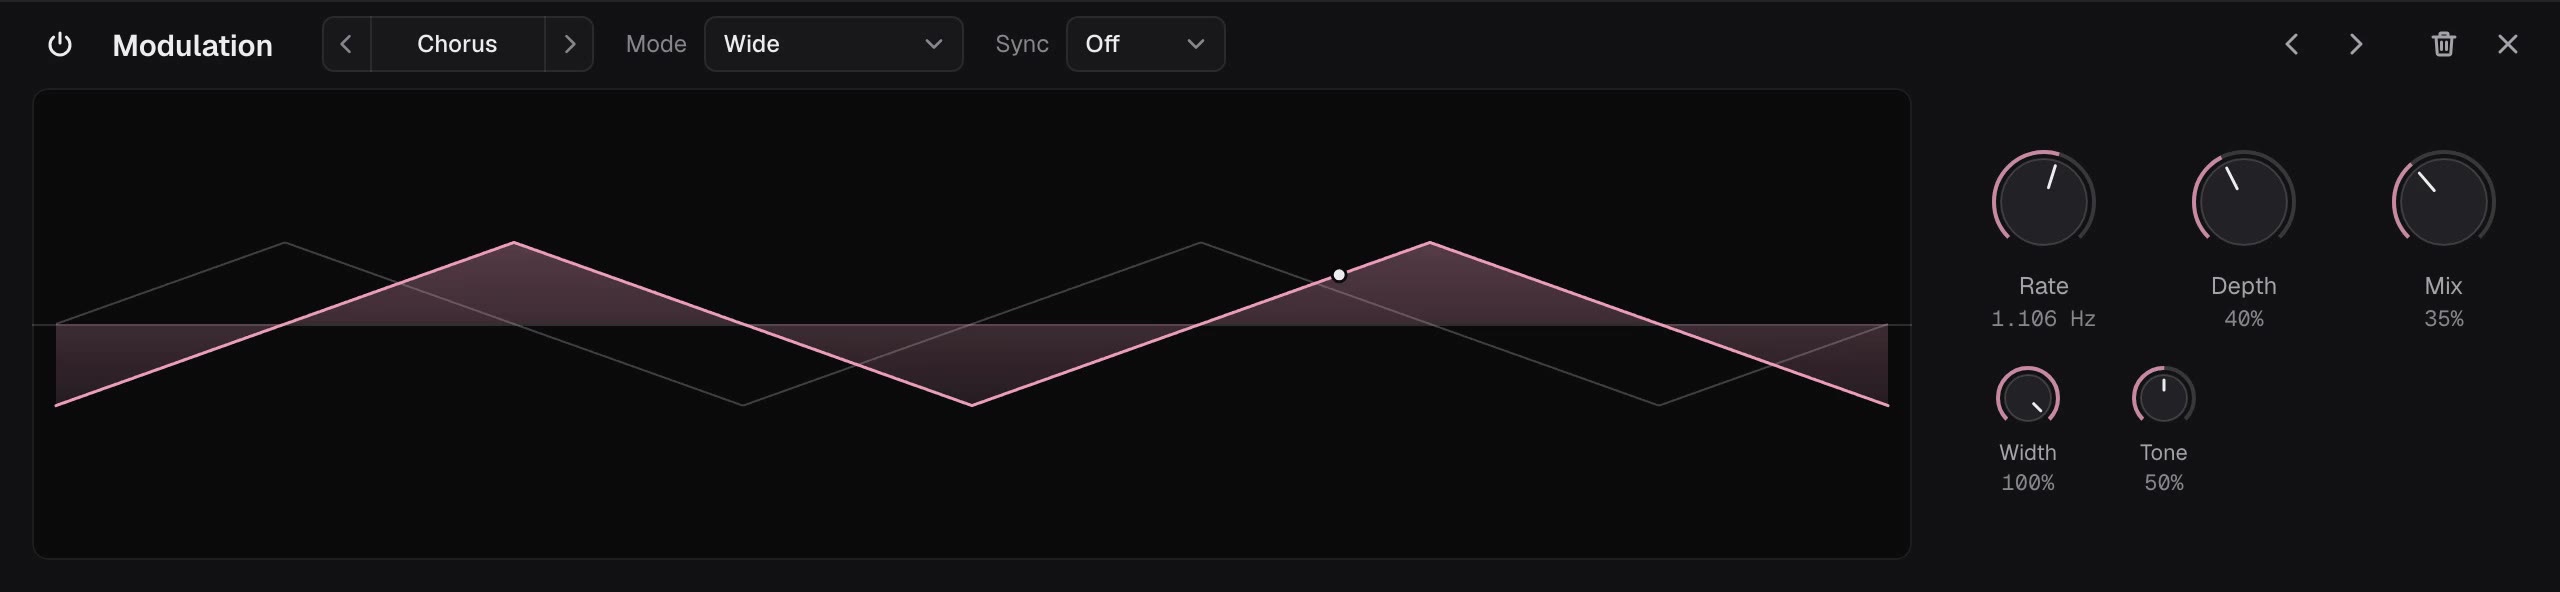 Modulation
Chorus
Mode
Wide
Sync
Off
Rate
1.106 Hz
Depth
40%
Mix
35%
Width
100%
Tone
50%